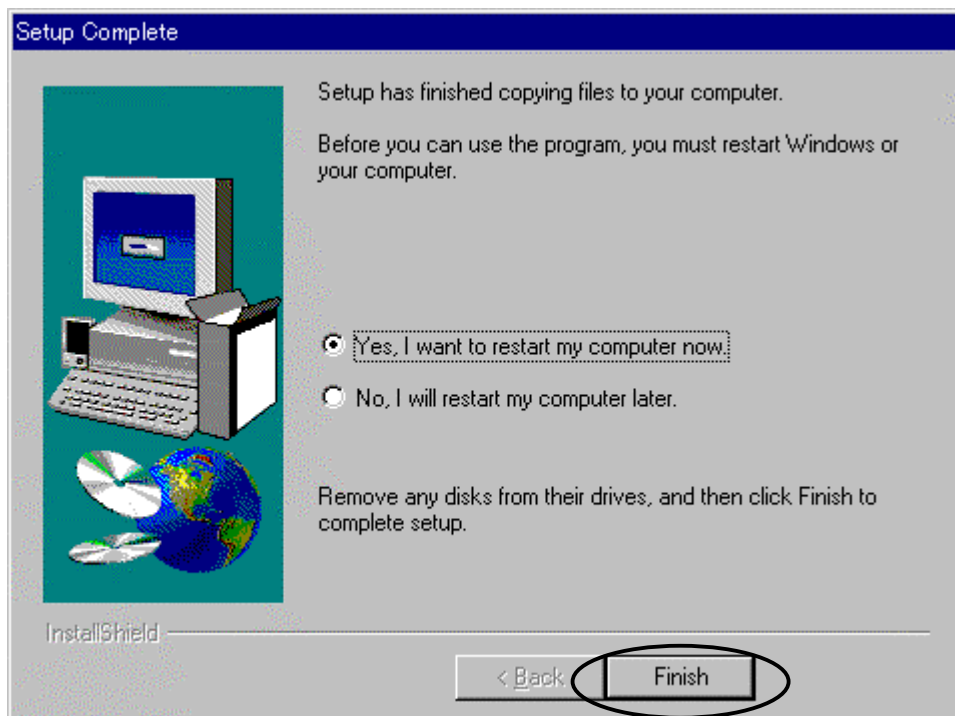 Setup Complete
Setup has finished copying files to your computer.
Before you can use the program, you must restart Windows or
your computer.
Yes, I want to restart my computer now.
No, I will restart my computer later.
Remove any disks from their drives, and then click Finish to
complete setup.
InstallShield
< Back Finish